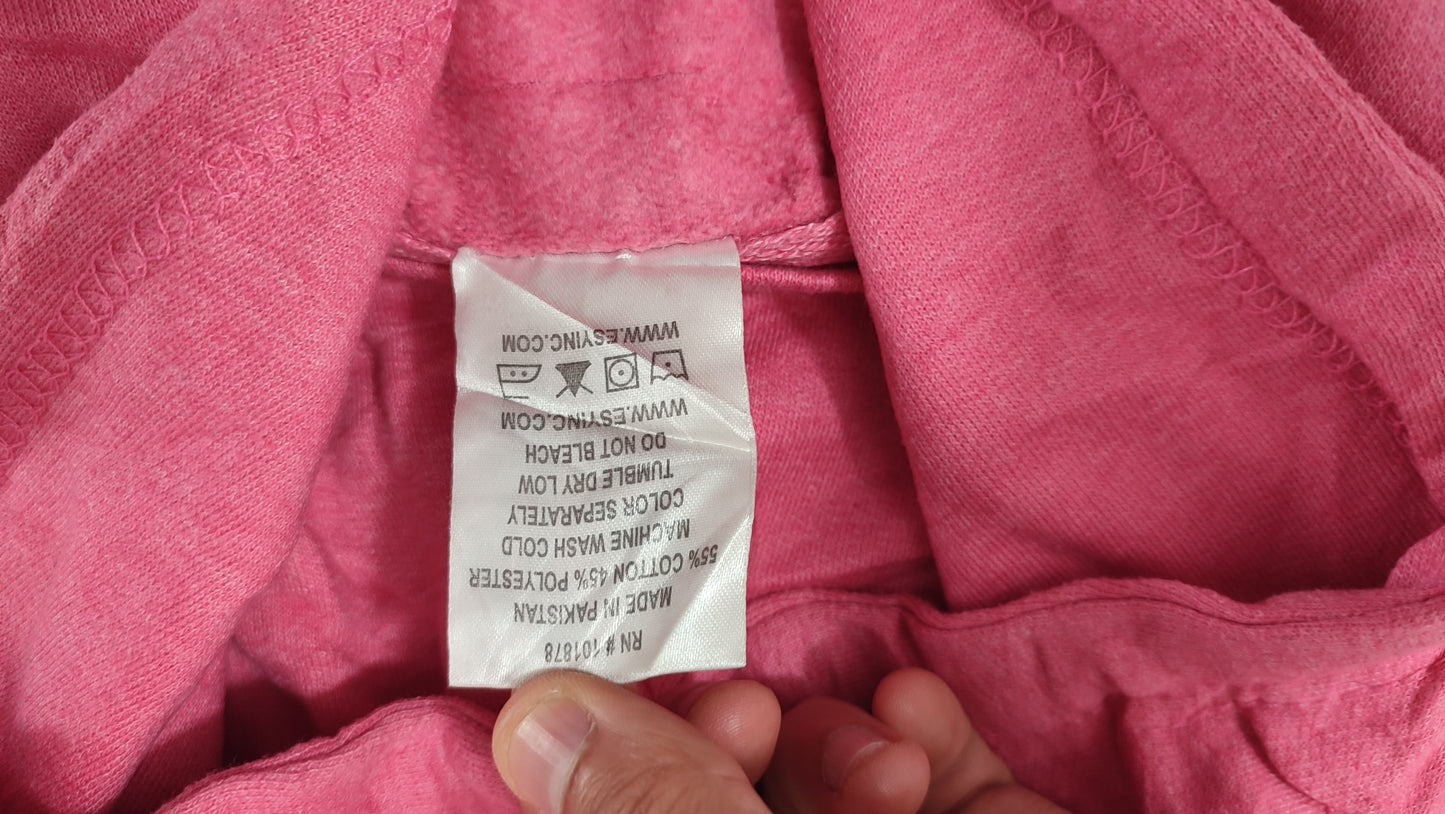 RN # 101878
MADE IN PAKISTAN
55% COTTON 45% POLYESTER
MACHINE WASH COLD
COLOR SEPARATELY
TUMBLE DRY LOW
DO NOT BLEACH
WWW.ESYINC.COM
WWW.ESYINC.COM